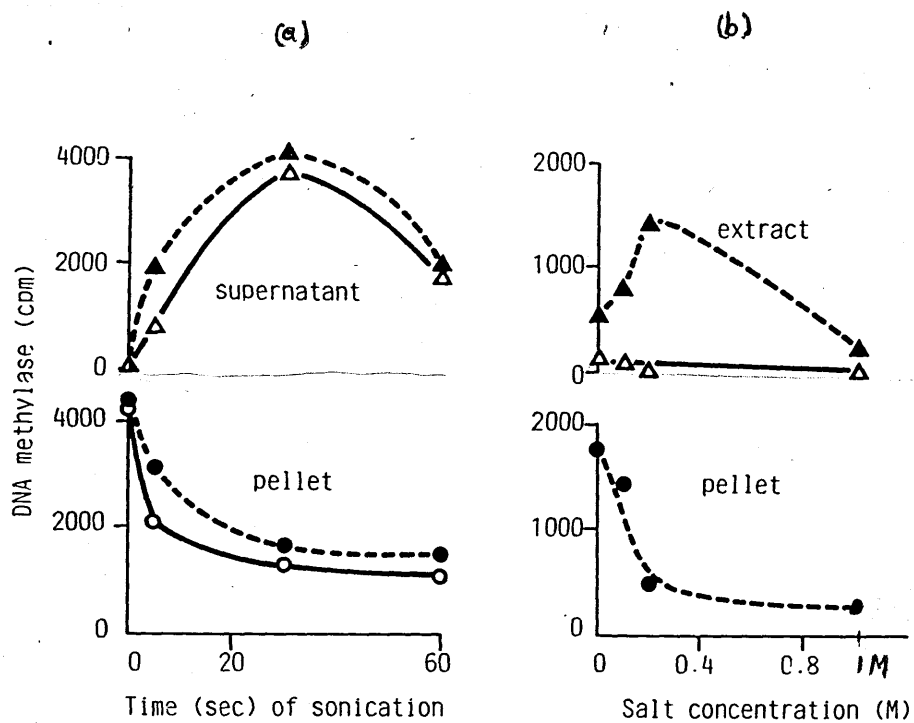 (a)
(b)
4000
2000
0
supernatant
2000
1000
0
extract
DNA methylase (cpm)
4000
2000
0
pellet
2000
1000
0
pellet
0 20 60
0 0.4 0.8 1M
Time (sec) of sonication
Salt concentration (M)